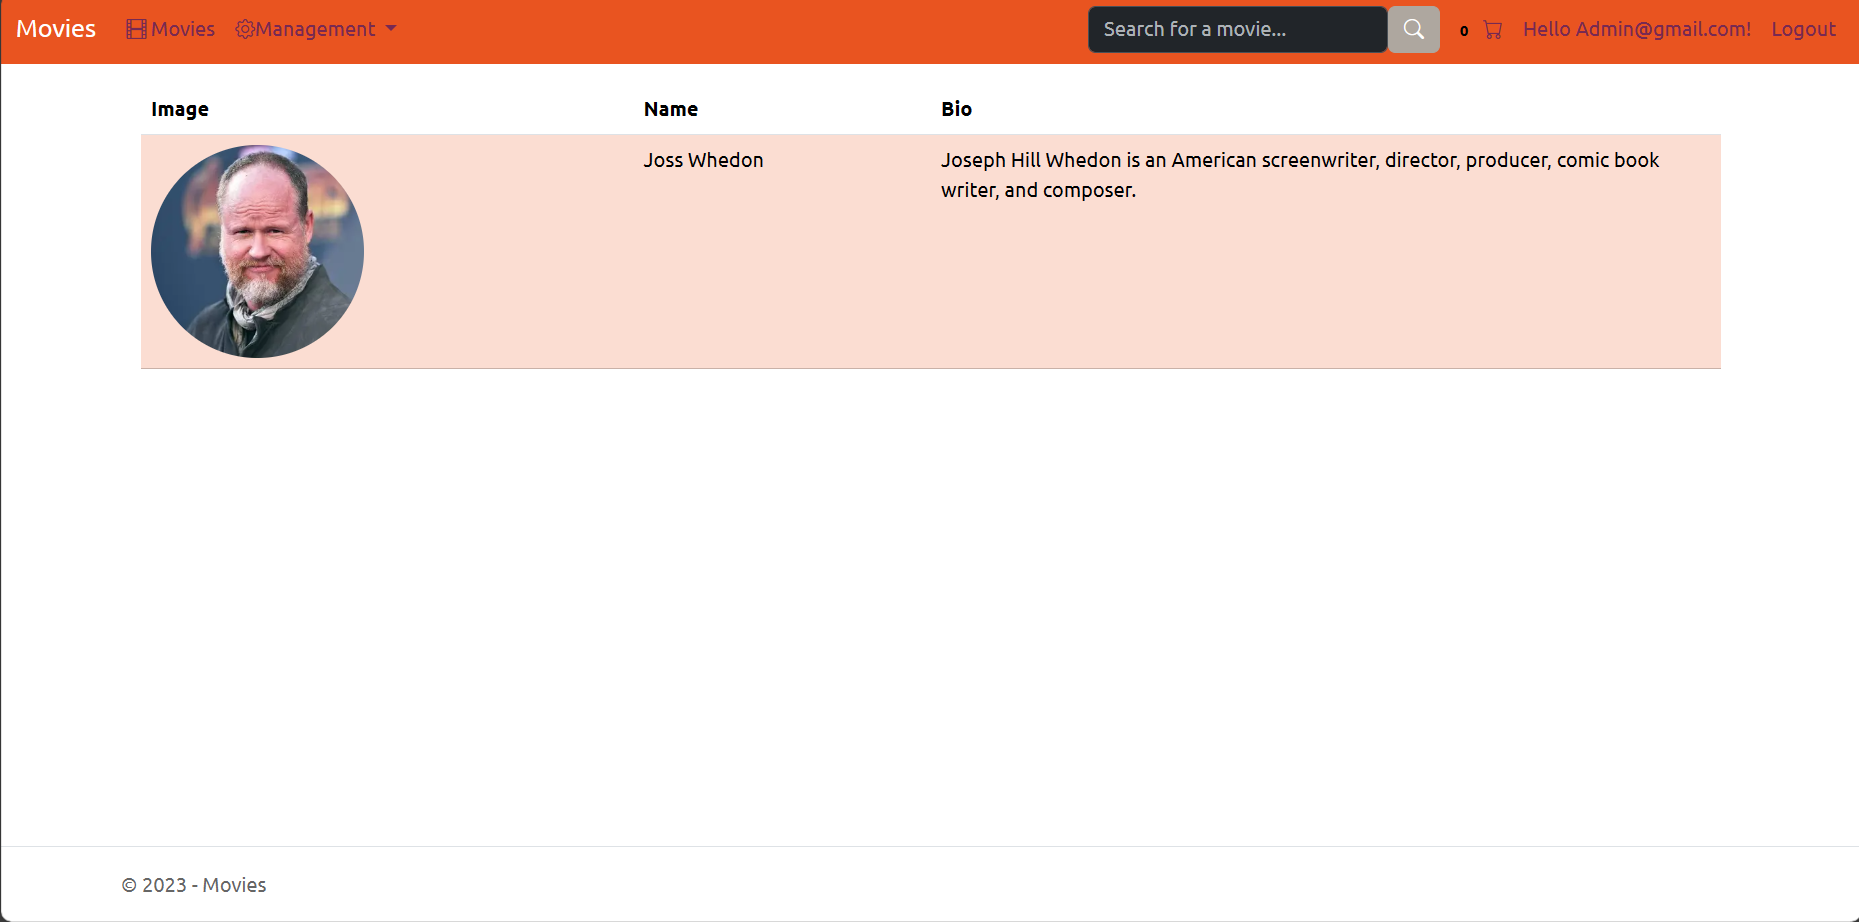 Movies Movies Management Search for a movie... 0 Hello Admin@gmail.com! Logout
Image Name Bio
Joss Whedon Joseph Hill Whedon is an American screenwriter, director, producer, comic book
writer, and composer.
© 2023 - Movies